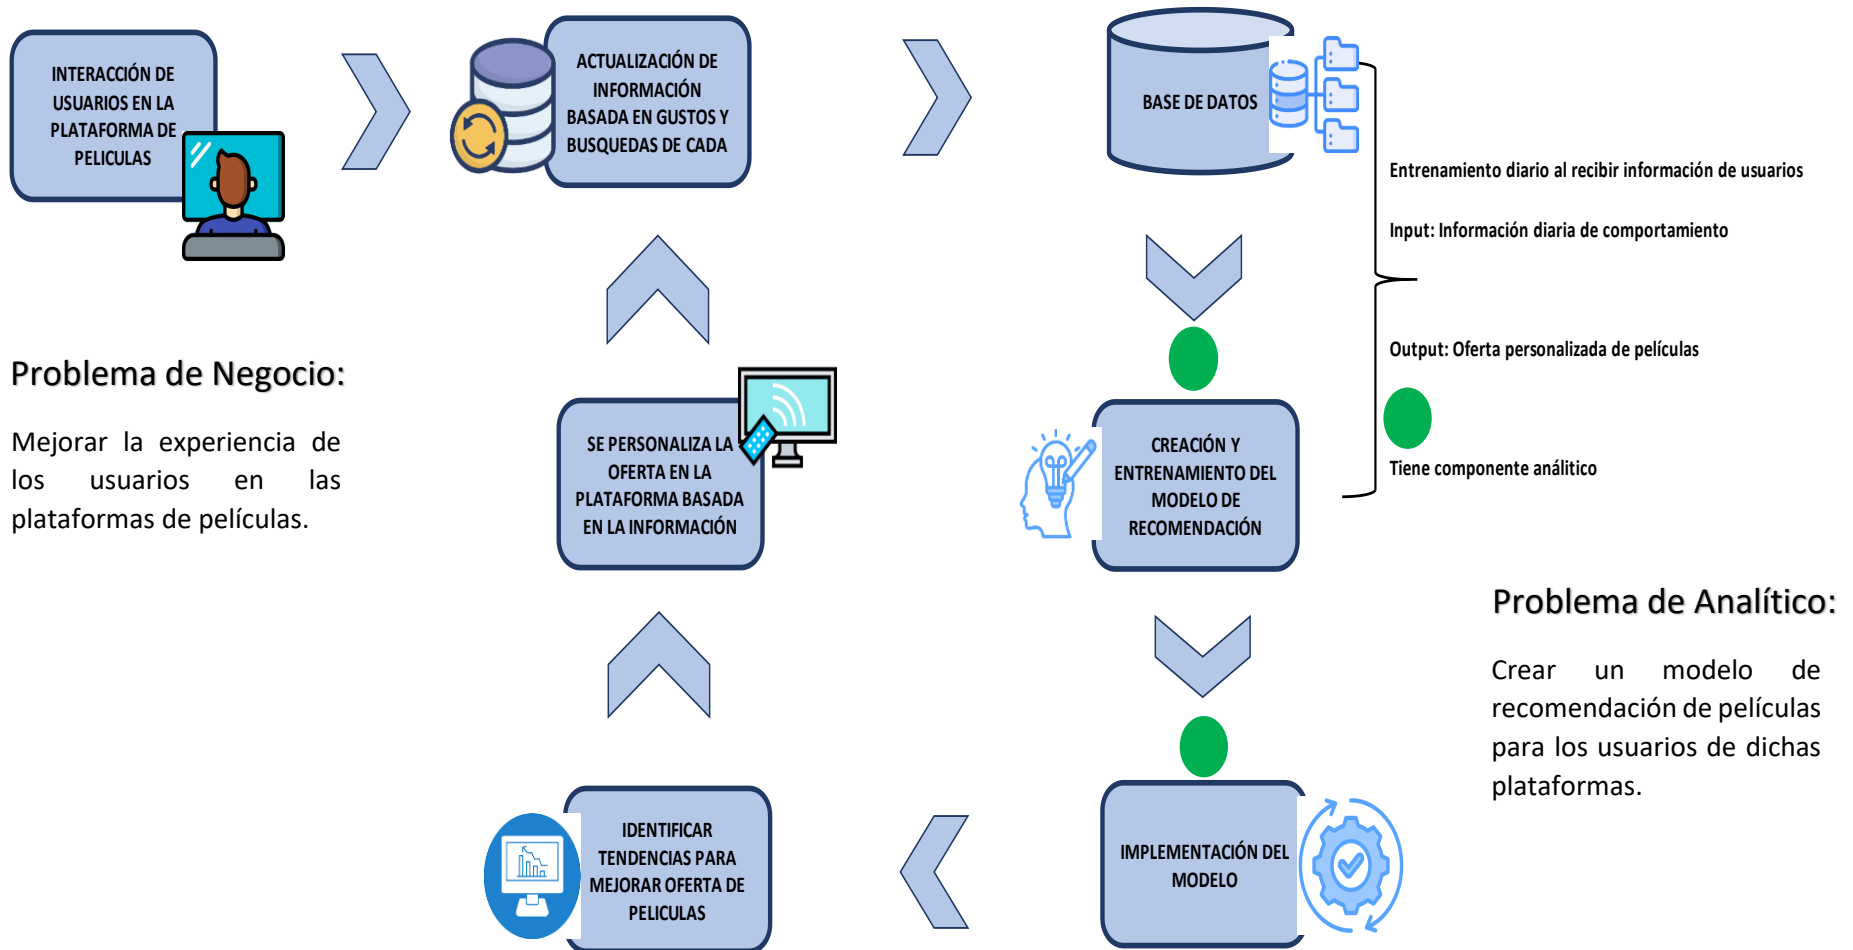 INTERACCIÓN DE
USUARIOS EN LA
PLATAFORMA DE
PELICULAS
ACTUALIZACIÓN DE
INFORMACIÓN
BASADA EN GUSTOS Y
BUSQUEDAS DE CADA
BASE DE DATOS
Entrenamiento diario al recibir información de usuarios
Input: Información diaria de comportamiento
Output: Oferta personalizada de películas
Tiene componente análitico
Problema de Negocio:
Mejorar la experiencia de
los usuarios en las
plataformas de películas.
SE PERSONALIZA LA
OFERTA EN LA
PLATAFORMA BASADA
EN LA INFORMACIÓN
CREACIÓN Y
ENTRENAMIENTO DEL
MODELO DE
RECOMENDACIÓN
Problema de Analítico:
Crear un modelo de
recomendación de películas
para los usuarios de dichas
plataformas.
IDENTIFICAR
TENDENCIAS PARA
MEJORAR OFERTA DE
PELICULAS
IMPLEMENTACIÓN DEL
MODELO